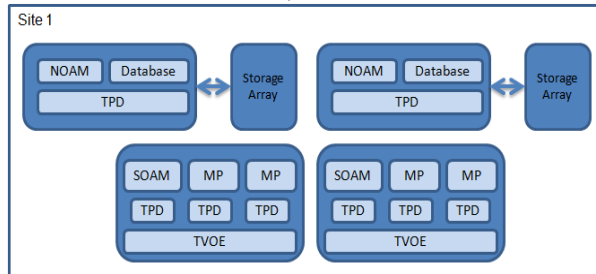 Site 1
NOAM Database NOAM Database
Storage Array Storage Array
TPD TPD
SOAM MP MP SOAM MP MP
TPD TPD TPD TPD TPD TPD
TVOE TVOE